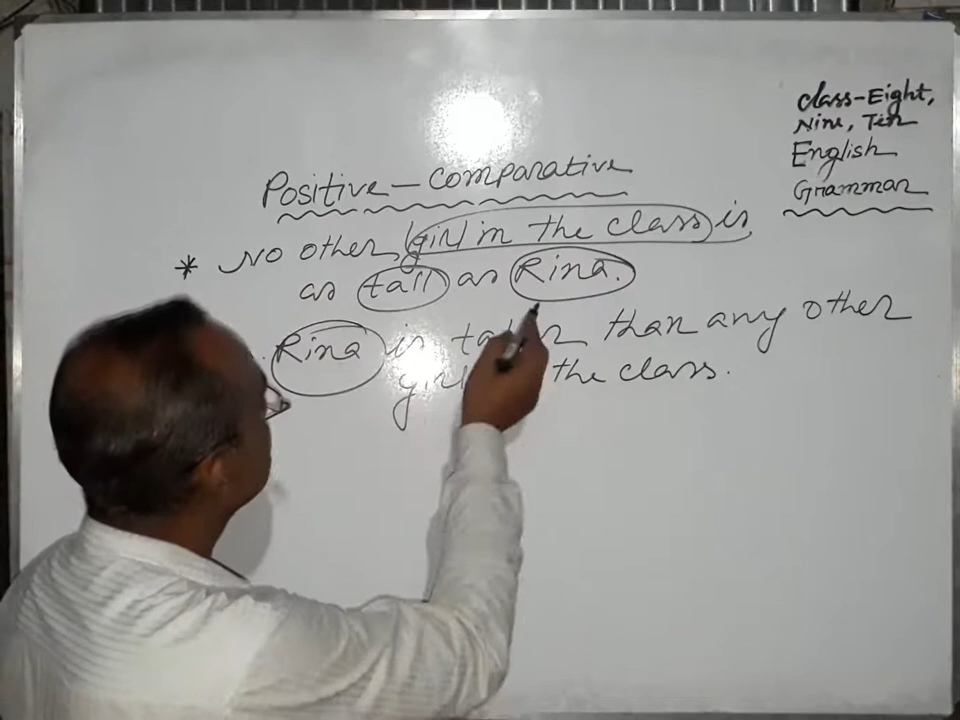 Class-Eight,
Nine, Ten
English
Grammar
Positive-Comparative
* No other girl in the class is
as tall as Rina.
Rina is than any other
the class.